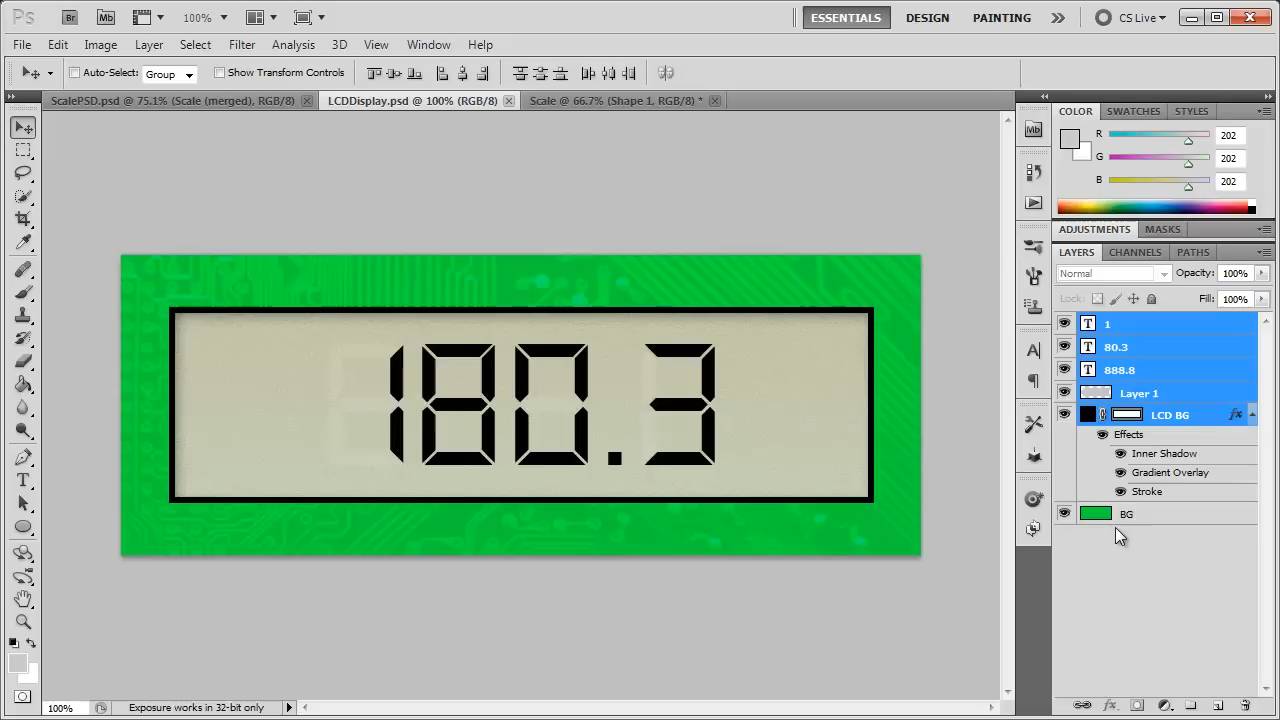 Ps Br Mb 100% ESSENTIALS DESIGN PAINTING CS Live
File Edit Image Layer Select Filter Analysis 3D View Window Help
Auto-Select: Group Show Transform Controls
ScalePSD.psd @ 75.1% (Scale (merged), RGB/8) LCDDisplay.psd @ 100% (RGB/8) Scale @ 66.7% (Shape 1, RGB/8) *
COLOR SWATCHES STYLES
R 202
G 202
B 202
ADJUSTMENTS MASKS
LAYERS CHANNELS PATHS
Normal Opacity: 100%
Lock: Fill: 100%
T 1
T 80.3
T 888.8
Layer 1
LCD BG fx
Effects
Inner Shadow
Gradient Overlay
Stroke
BG
180.3
100% Exposure works in 32-bit only